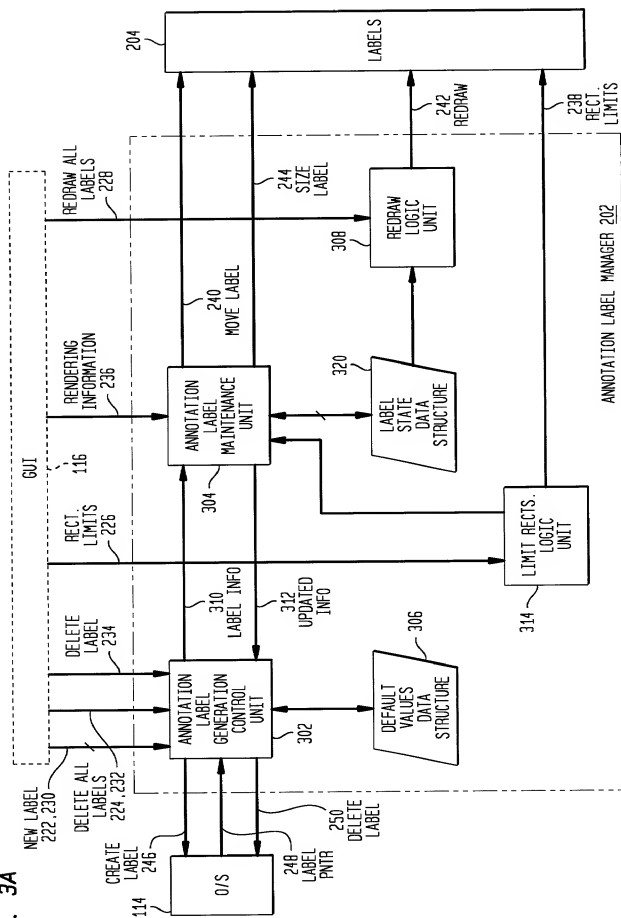 . 3A
GUI
116
NEW LABEL
222,230
DELETE ALL
LABELS
224,232
DELETE
LABEL
234
RECT.
LIMITS
226
RENDERING
INFORMATION
236
REDRAW ALL
LABELS
228
114
O/S
CREATE
LABEL
246
248
LABEL
PNTR
250
DELETE
LABEL
ANNOTATION
LABEL
GENERATION
CONTROL
UNIT
302
310
LABEL INFO
312
UPDATED
INFO
ANNOTATION
LABEL
MAINTENANCE
UNIT
304
240
MOVE LABEL
244
SIZE
LABEL
204
LABELS
DEFAULT
VALUES
DATA
STRUCTURE
306
LABEL
STATE
DATA
STRUCTURE
320
308
REDRAW
LOGIC
UNIT
242
REDRAW
LIMIT RECTS.
LOGIC
UNIT
314
238
RECT.
LIMITS
ANNOTATION LABEL MANAGER 202